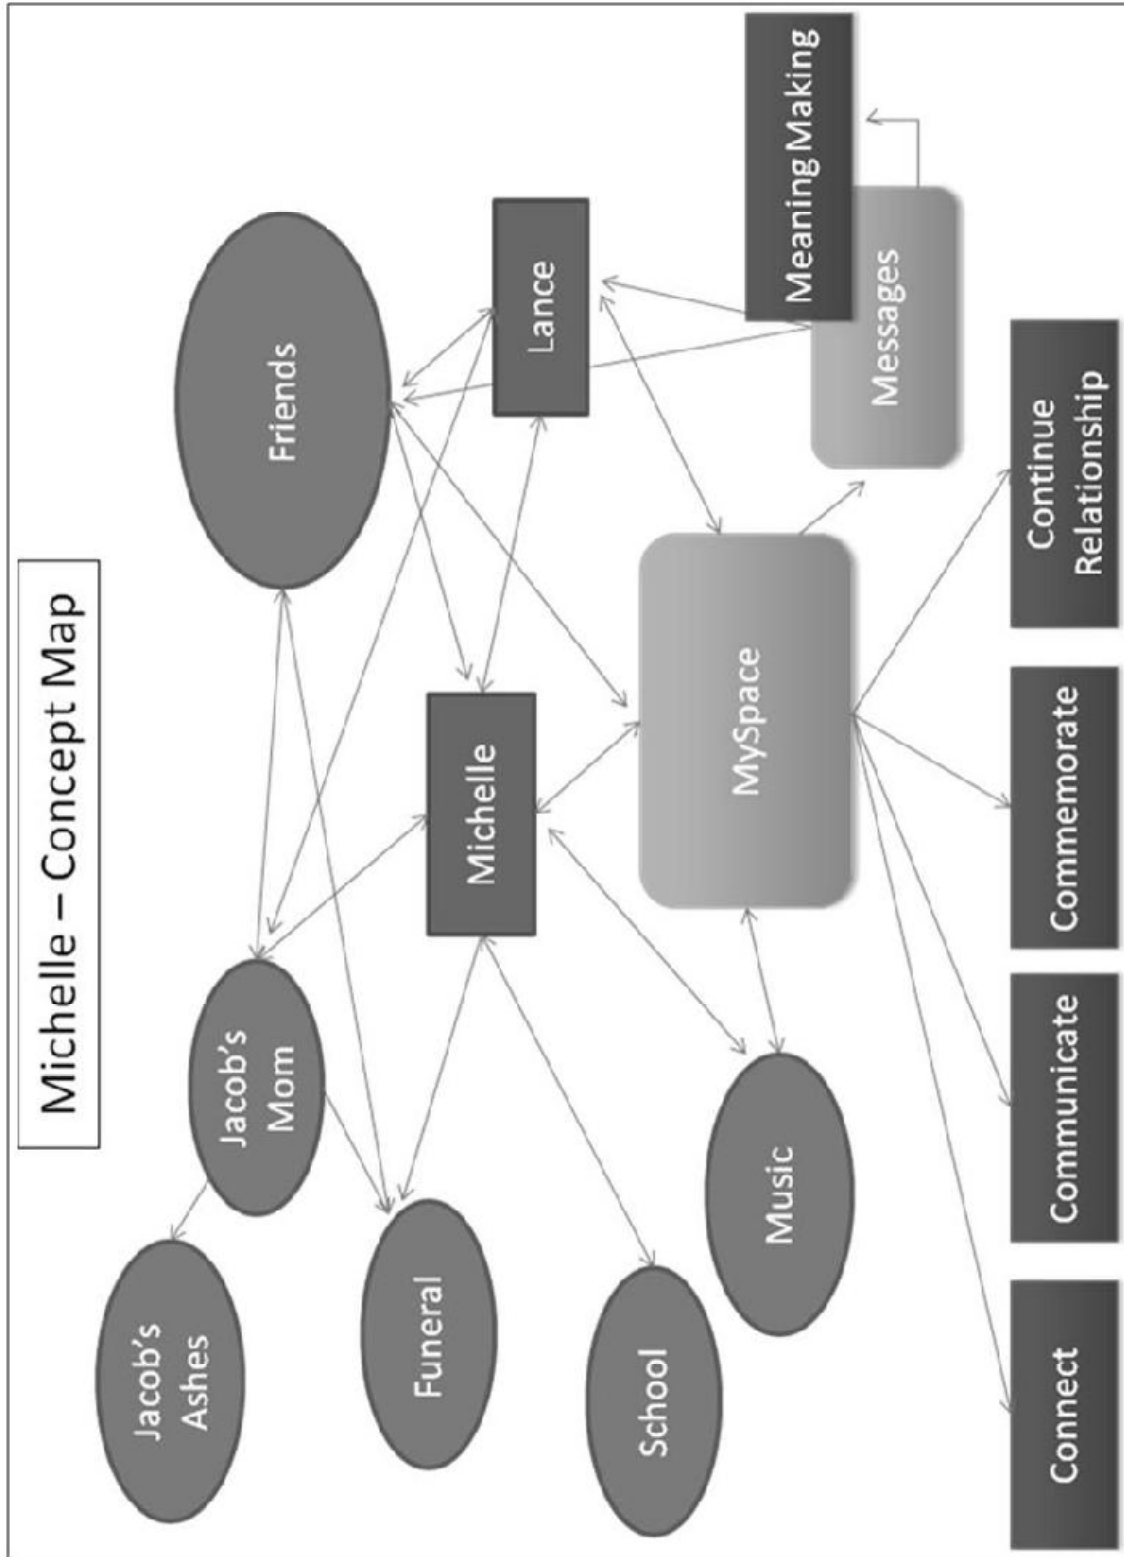 Michelle – Concept Map
Jacob's
Ashes
Jacob's
Mom
Friends
Funeral
Michelle
Lance
School
Music
MySpace
Messages
Meaning Making
Connect
Communicate
Commemorate
Continue
Relationship